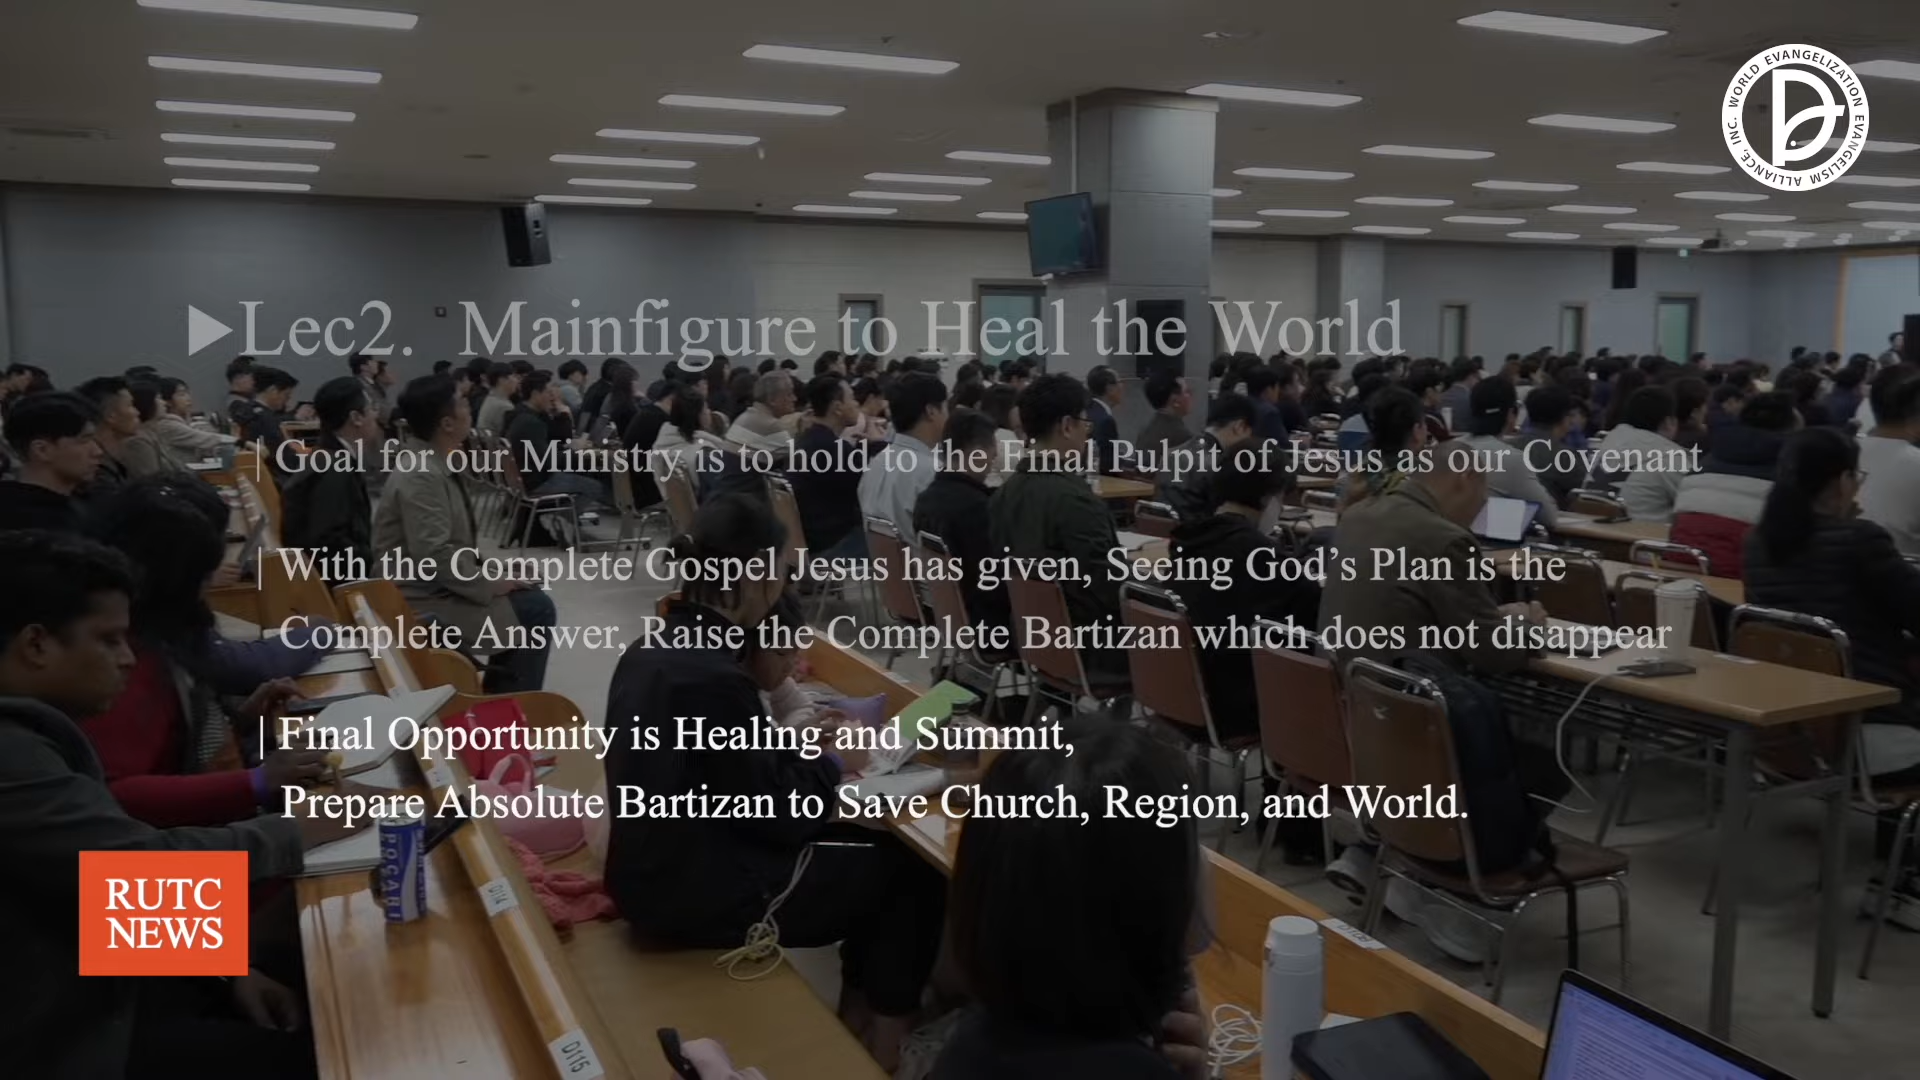 WORLD EVANGELIZATION EVANGELISM ALLIANCE, INC.
▶Lec2. Mainfigure to Heal the World
| Goal for our Ministry is to hold to the Final Pulpit of Jesus as our Covenant
| With the Complete Gospel Jesus has given, Seeing God’s Plan is the
Complete Answer, Raise the Complete Bartizan which does not disappear
| Final Opportunity is Healing and Summit,
Prepare Absolute Bartizan to Save Church, Region, and World.
RUTC
NEWS
D114
D115